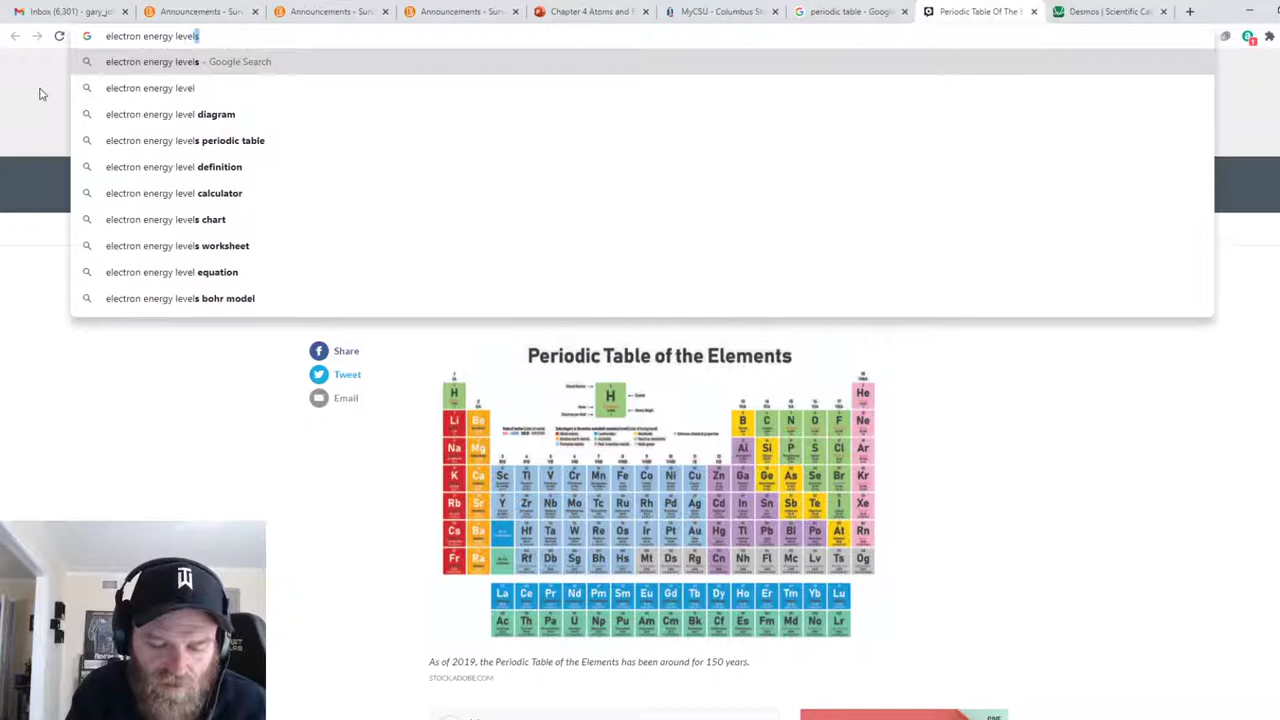 Inbox (6,301) - gary_jo
Announcements - Surv
Announcements - Surv
Announcements - Surv
Chapter 4 Atoms and E
MyCSU - Columbus St
periodic table - Google
Periodic Table Of The E
Desmos | Scientific Ca
electron energy levels
electron energy levels - Google Search
electron energy level
electron energy level diagram
electron energy levels periodic table
electron energy level definition
electron energy level calculator
electron energy levels chart
electron energy levels worksheet
electron energy level equation
electron energy levels bohr model
Share
Tweet
Email
Periodic Table of the Elements
H H He
Li Be B C N O F Ne
Na Mg Al Si P S Cl Ar
K Ca Sc Ti V Cr Mn Fe Co Ni Cu Zn Ga Ge As Se Br Kr
Rb Sr Y Zr Nb Mo Tc Ru Rh Pd Ag Cd In Sn Sb Te I Xe
Cs Ba Hf Ta W Re Os Ir Pt Au Hg Tl Pb Bi Po At Rn
Fr Ra Rf Db Sg Bh Hs Mt Ds Rg Cn Nh Fl Mc Lv Ts Og
La Ce Pr Nd Pm Sm Eu Gd Tb Dy Ho Er Tm Yb Lu
Ac Th Pa U Np Pu Am Cm Bk Cf Es Fm Md No Lr
As of 2019, the Periodic Table of the Elements has been around for 150 years.
STOCK.ADOBE.COM
GIVE